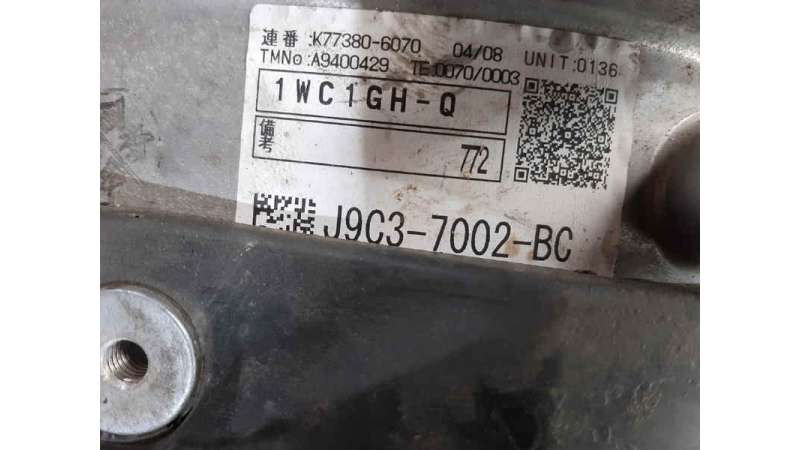 連番:K77380-6070 04/08 UNIT:0136
TMNo:A9400429 TE:0070/0003
1WC1GH-Q
備考 772
J9C3-7002-BC